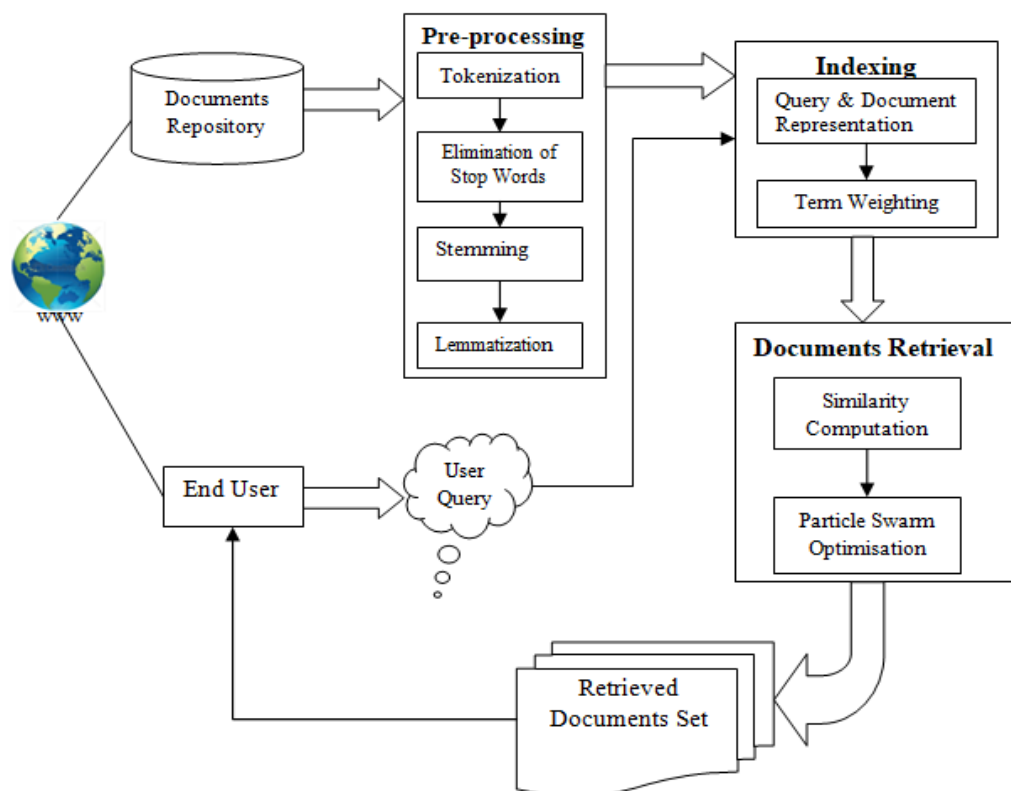 Pre-processing
Tokenization
Elimination of
Stop Words
Stemming
Lemmatization
Documents
Repository
Indexing
Query & Document
Representation
Term Weighting
WWW
Documents Retrieval
Similarity
Computation
Particle Swarm
Optimisation
End User
User
Query
Retrieved
Documents Set